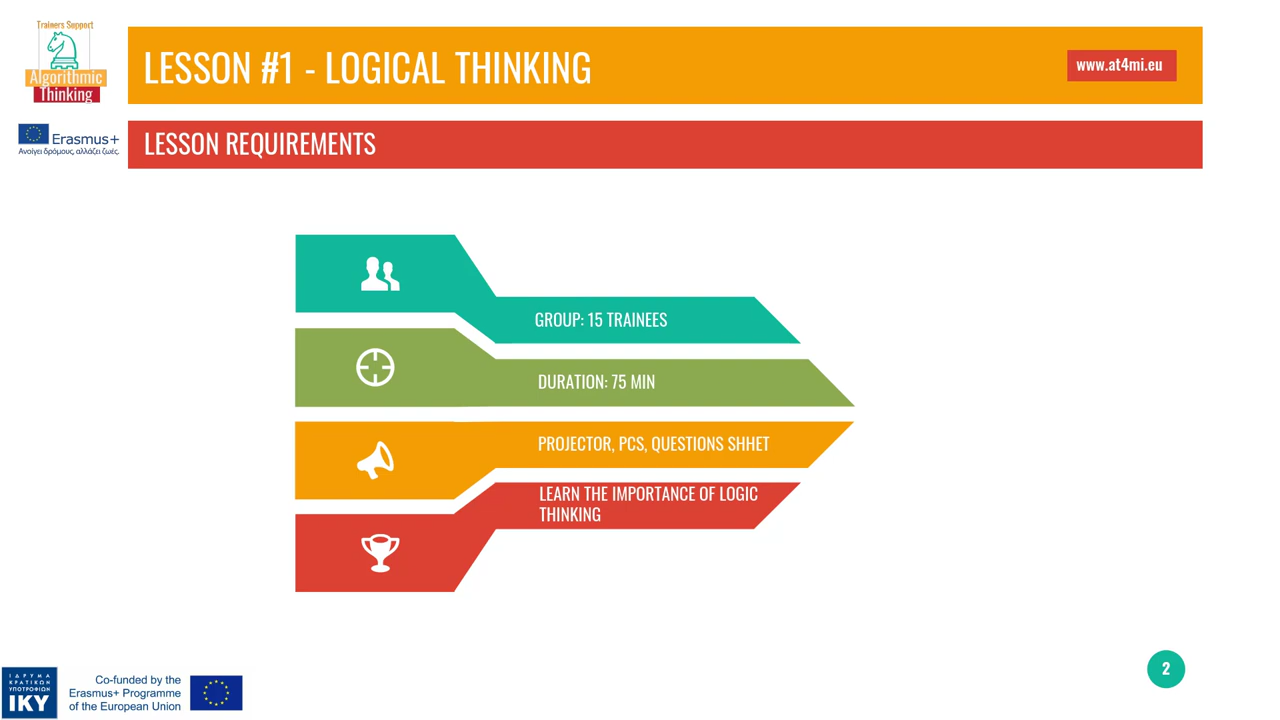 Trainers Support
Algorithmic
Thinking
LESSON #1 - LOGICAL THINKING
www.at4mi.eu
Erasmus+
Ανοίγει δρόμους, αλλάζει ζωές.
LESSON REQUIREMENTS
GROUP: 15 TRAINEES
DURATION: 75 MIN
PROJECTOR, PCS, QUESTIONS SHHET
LEARN THE IMPORTANCE OF LOGIC
THINKING
ΙΔΡΥΜΑ
ΚΡΑΤΙΚΩΝ
ΥΠΟΤΡΟΦΙΩΝ
IKY
Co-funded by the
Erasmus+ Programme
of the European Union
2